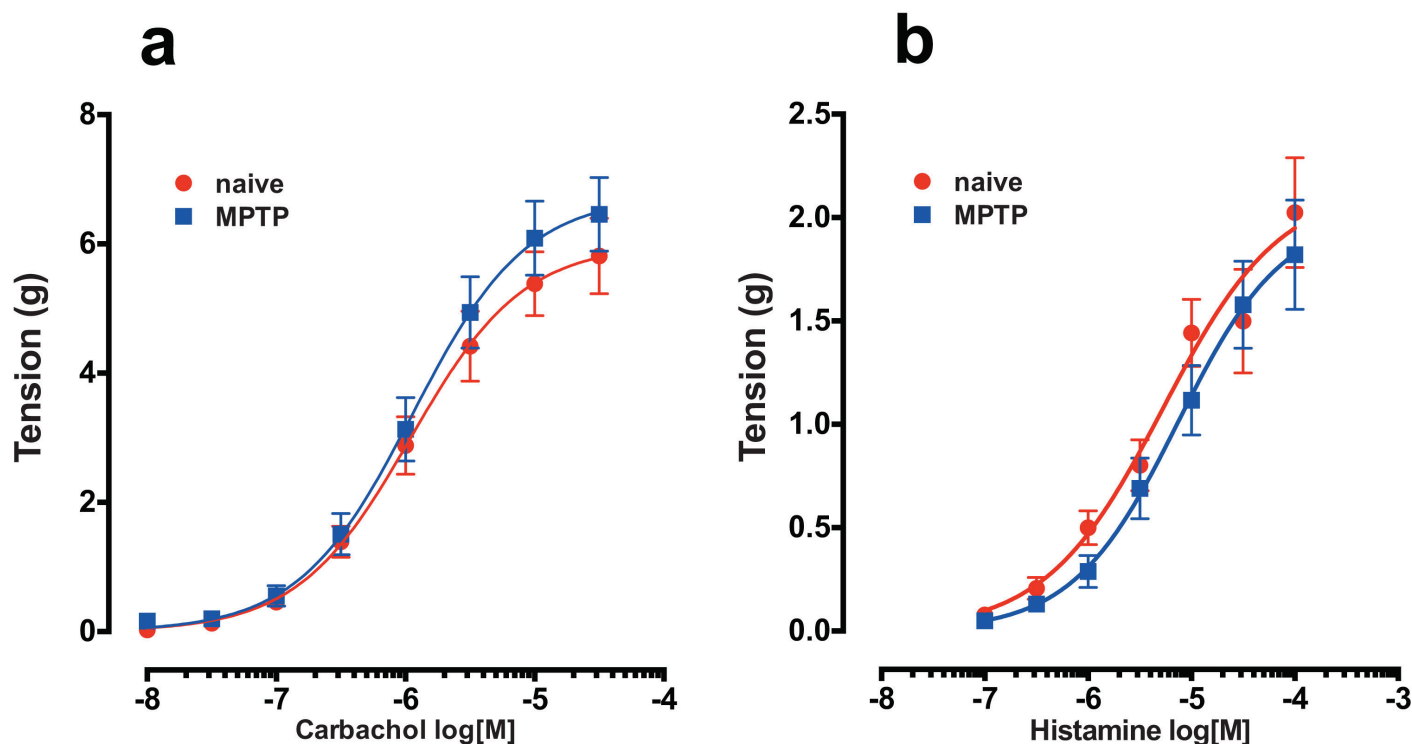 a
8
6
4
2
0
Tension (g)
naive
MPTP
-8 -7 -6 -5 -4
Carbachol log[M]
b
2.5
2.0
1.5
1.0
0.5
0.0
Tension (g)
naive
MPTP
-8 -7 -6 -5 -4 -3
Histamine log[M]